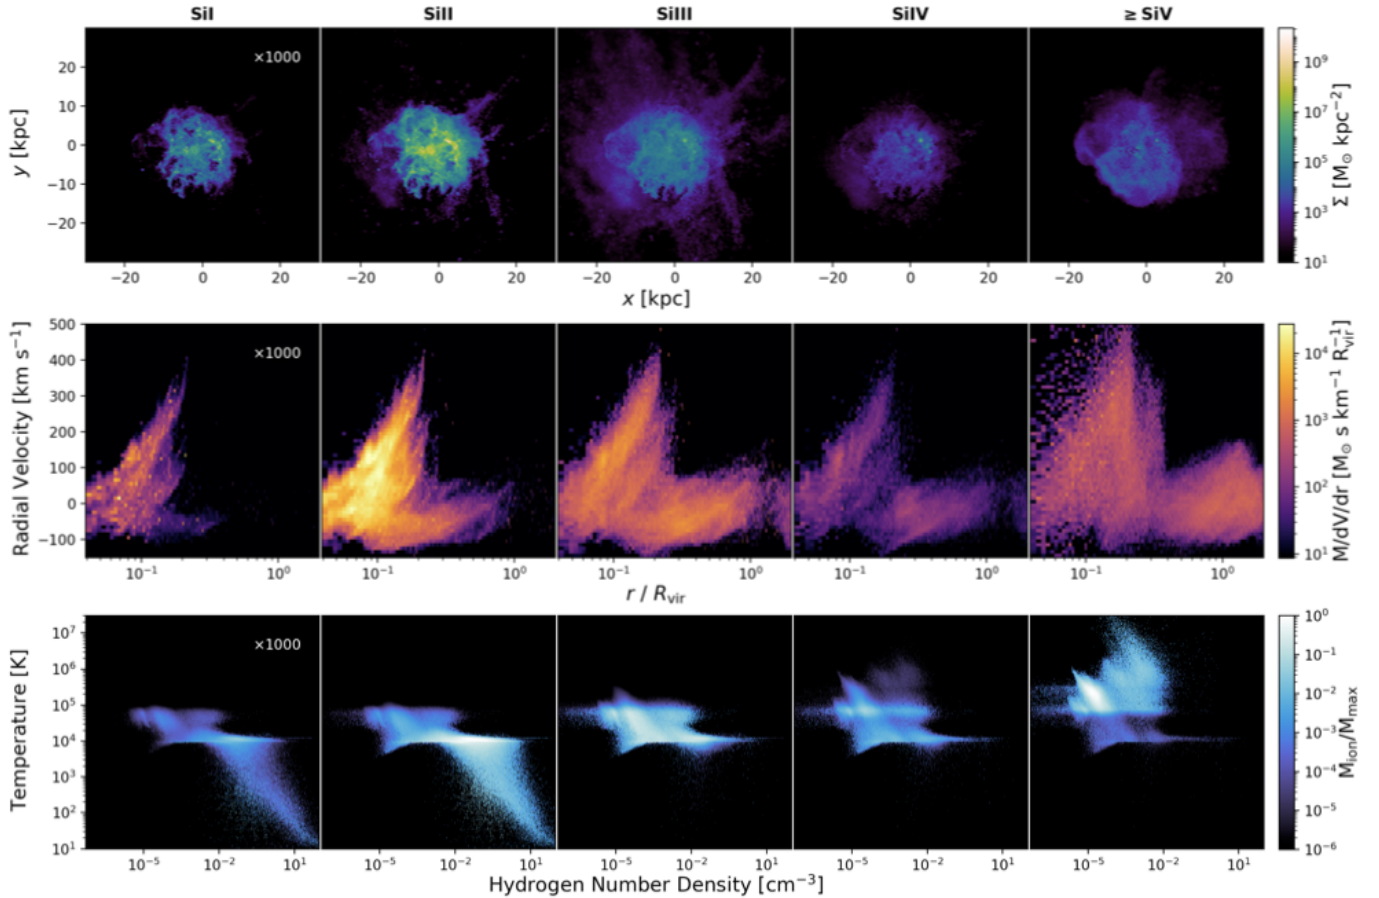 SiI SiII SiIII SiIV ≥ SiV
×1000
20
10
0
−10
−20
y [kpc]
−20 0 20 −20 0 20 −20 0 20 −20 0 20 −20 0 20
x [kpc]
10⁹
10⁷
10⁵
10³
10¹
Σ [M⊙ kpc⁻²]
×1000
500
400
300
200
100
0
−100
Radial Velocity [km s⁻¹]
10⁻¹ 10⁰ 10⁻¹ 10⁰ 10⁻¹ 10⁰ 10⁻¹ 10⁰ 10⁻¹ 10⁰
r / Rvir
10⁴
10³
10²
10¹
M/dV/dr [M⊙ s km⁻¹ Rvir⁻¹]
×1000
10⁷
10⁶
10⁵
10⁴
10³
10²
10¹
Temperature [K]
10⁻⁵ 10⁻² 10¹ 10⁻⁵ 10⁻² 10¹ 10⁻⁵ 10⁻² 10¹ 10⁻⁵ 10⁻² 10¹ 10⁻⁵ 10⁻² 10¹
Hydrogen Number Density [cm⁻³]
10⁰
10⁻¹
10⁻²
10⁻³
10⁻⁴
10⁻⁵
10⁻⁶
Mion/Mmax